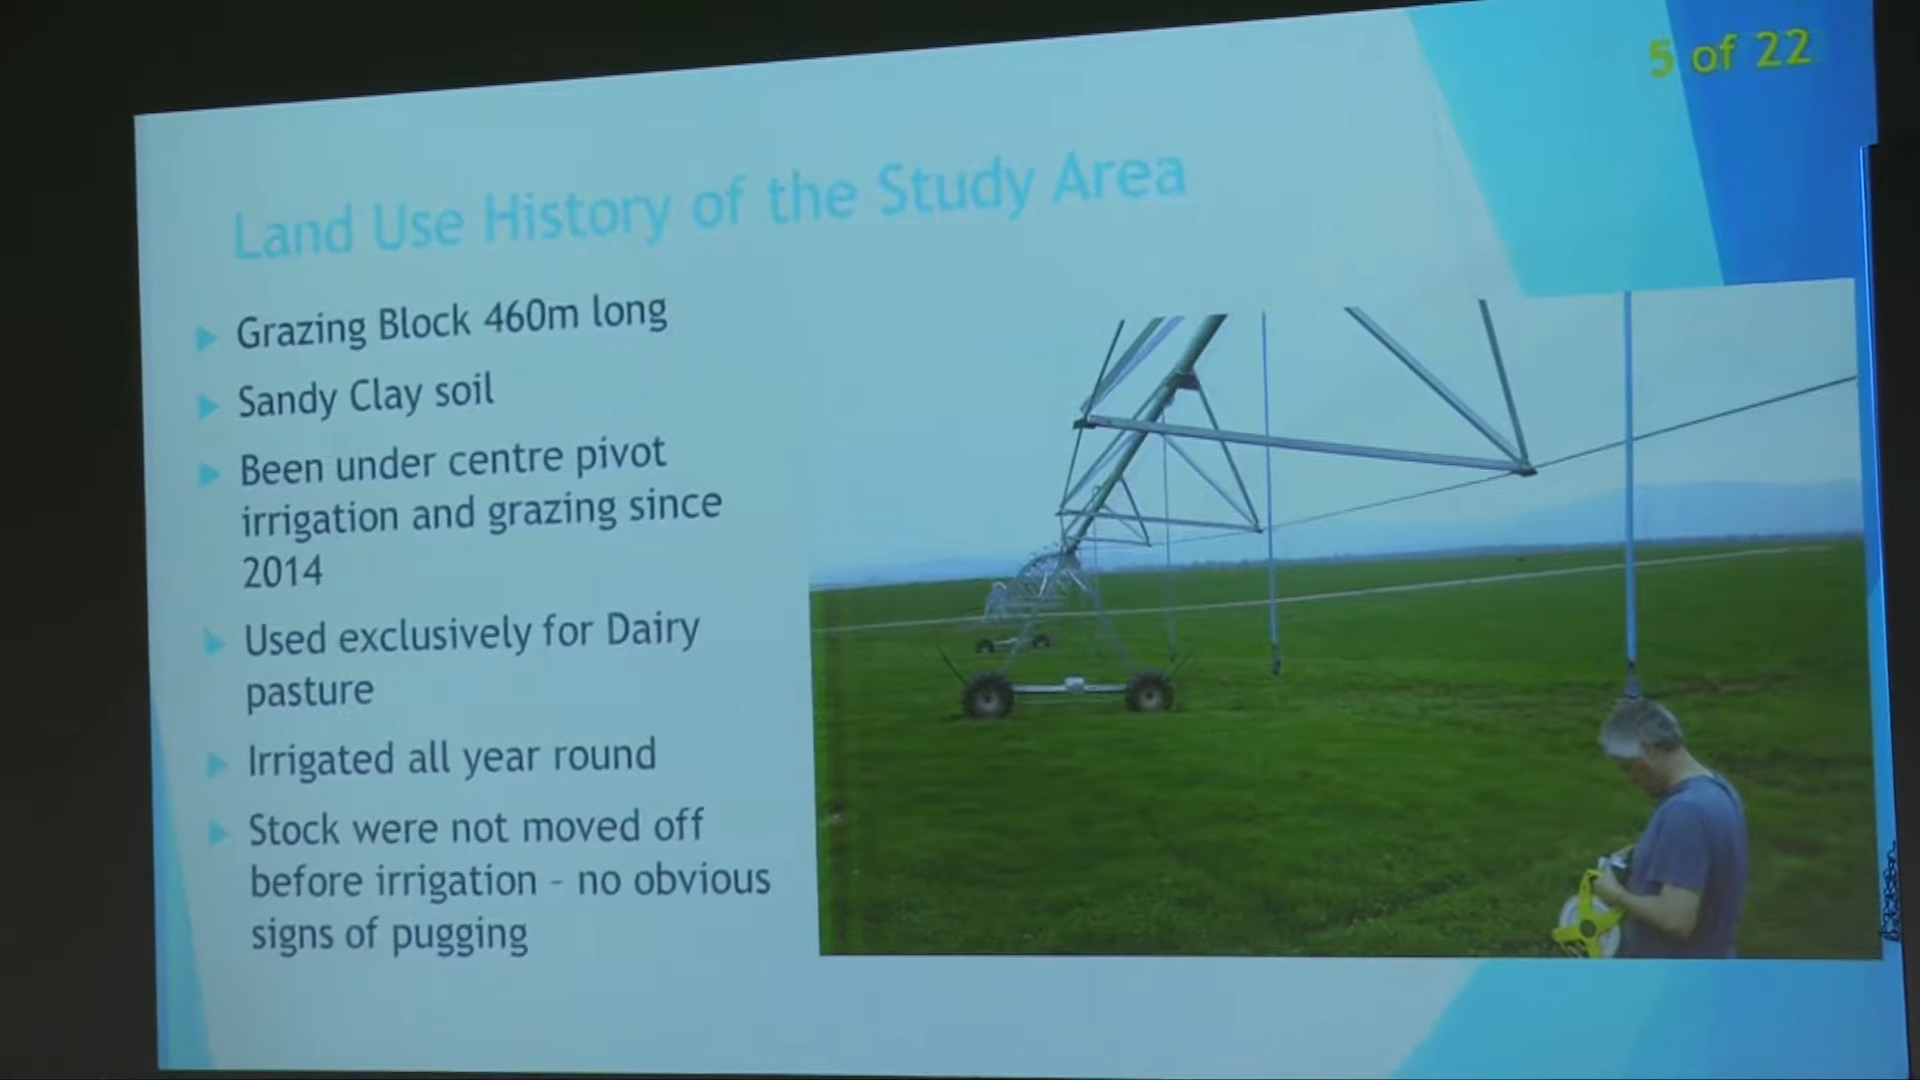 5 of 22
Land Use History of the Study Area
Grazing Block 460m long
Sandy Clay soil
Been under centre pivot
irrigation and grazing since
2014
Used exclusively for Dairy
pasture
Irrigated all year round
Stock were not moved off
before irrigation – no obvious
signs of pugging